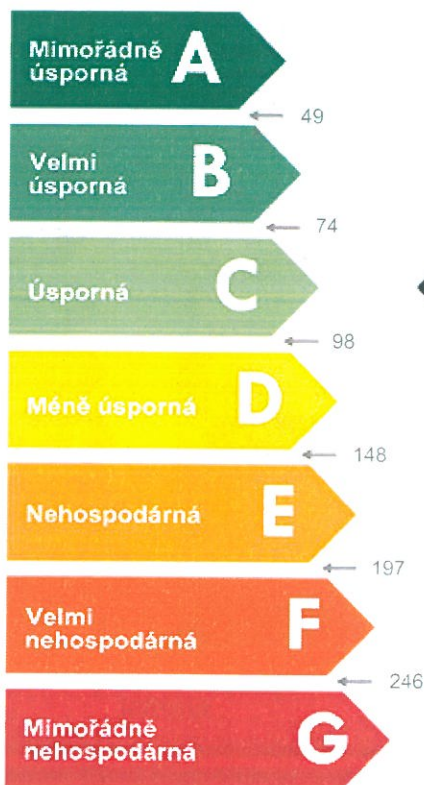 Mimořádně
úsporná
A
49
Velmi
úsporná
B
74
Úsporná
C
98
Méně úsporná
D
148
Nehospodárná
E
197
Velmi
nehospodárná
F
246
Mimořádně
nehospodárná
G